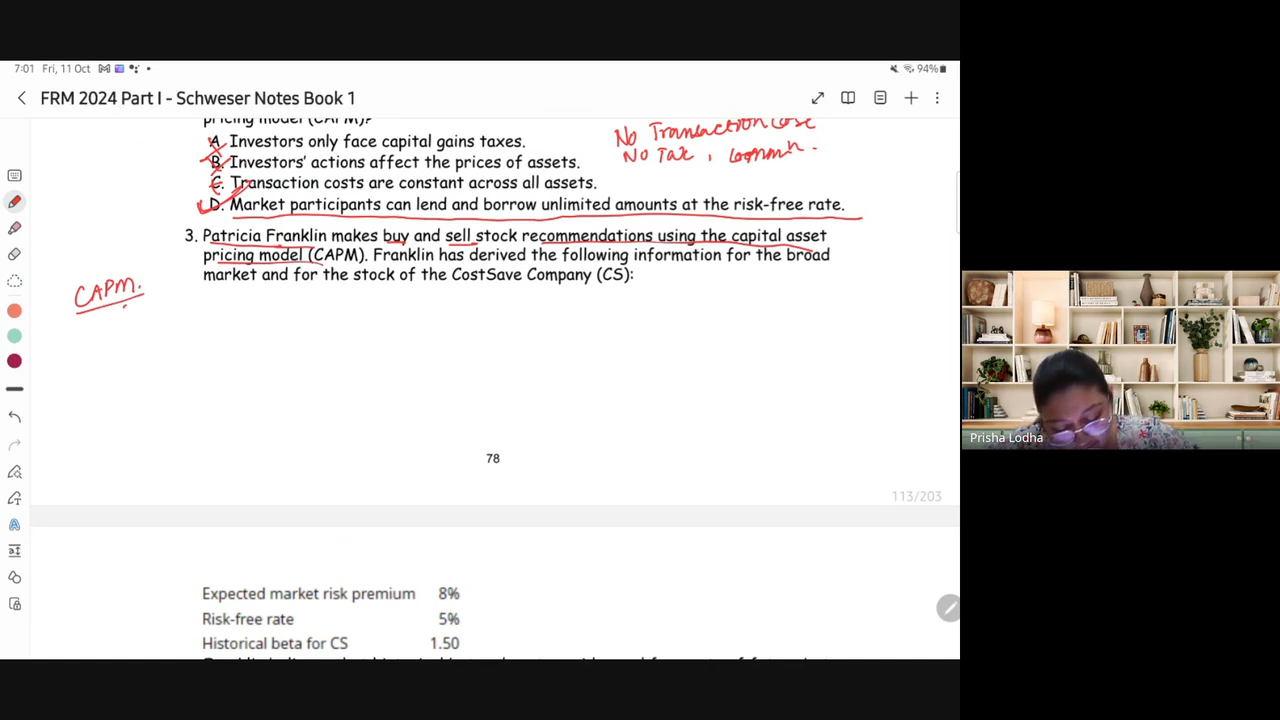 7:01 Fri, 11 Oct
94%
FRM 2024 Part I - Schweser Notes Book 1
pricing model (CAPM)?
A. Investors only face capital gains taxes.
B. Investors' actions affect the prices of assets.
C. Transaction costs are constant across all assets.
D. Market participants can lend and borrow unlimited amounts at the risk-free rate.
No Transaction Cost
No Tax,
3. Patricia Franklin makes buy and sell stock recommendations using the capital asset
pricing model (CAPM). Franklin has derived the following information for the broad
market and for the stock of the CostSave Company (CS):
CAPM.
78
113/203
Expected market risk premium 8%
Risk-free rate 5%
Historical beta for CS 1.50
Prisha Lodha